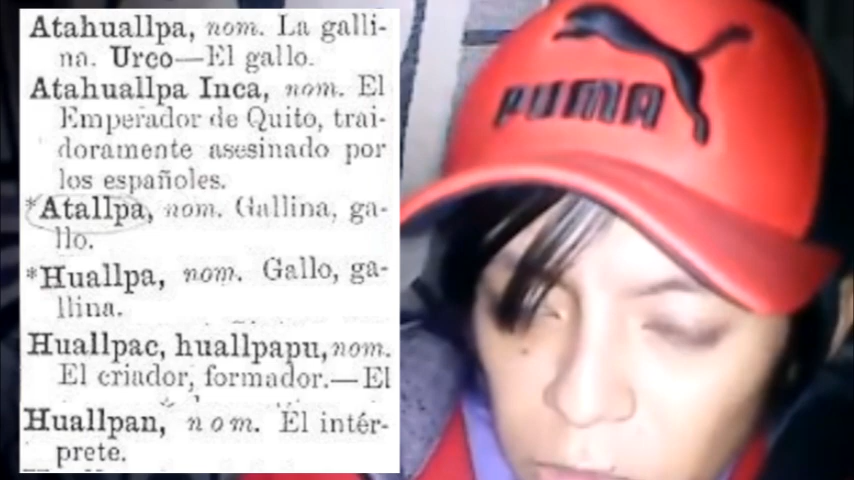 Atahuallpa, nom. La galli-
na. Urco—El gallo.
Atahuallpa Inca, nom. El
Emperador de Quito, trai-
doramente asesinado por
los españoles.
*Atallpa, nom. Gallina, ga-
llo.
*Huallpa, nom. Gallo, ga-
llina.
Huallpac, huallpapu, nom.
El criador, formador.—El
Huallpan, nom. El intér-
prete.
PUMA